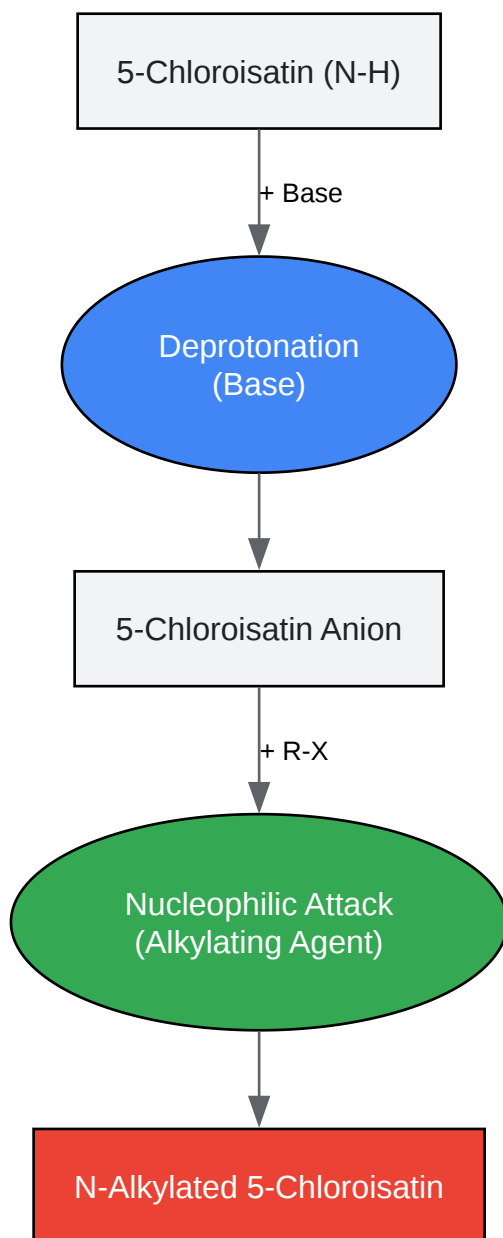 5-Chloroisatin (N-H)
+ Base
Deprotonation
(Base)
5-Chloroisatin Anion
+ R-X
Nucleophilic Attack
(Alkylating Agent)
N-Alkylated 5-Chloroisatin